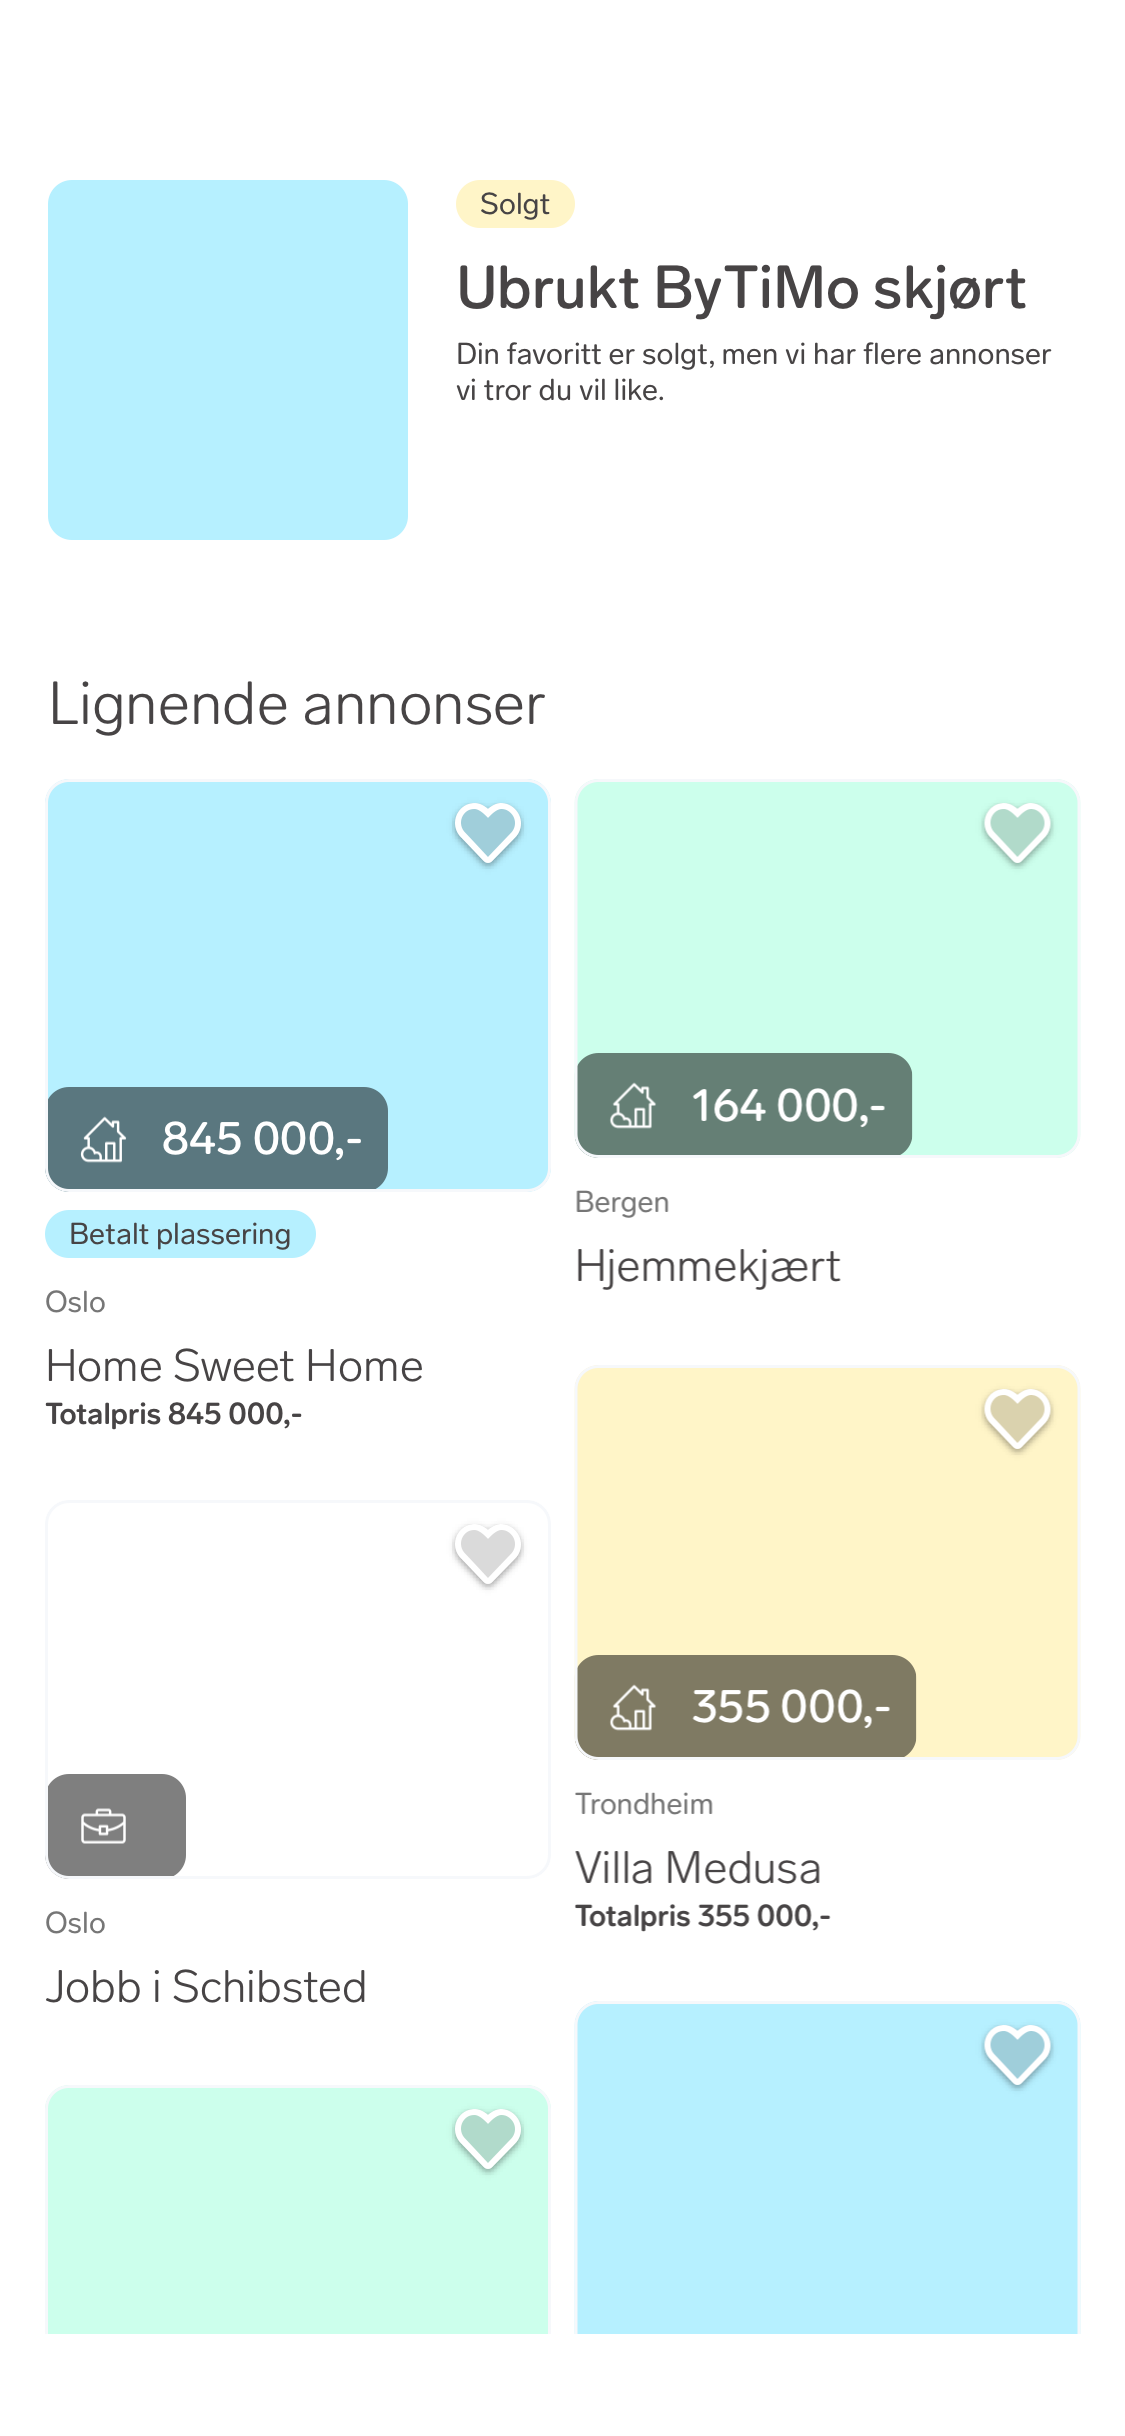 Solgt
Ubrukt ByTiMo skjørt
Din favoritt er solgt, men vi har flere annonser
vi tror du vil like.
Lignende annonser
845 000,-
Betalt plassering
Oslo
Home Sweet Home
Totalpris 845 000,-
164 000,-
Bergen
Hjemmekjært
355 000,-
Trondheim
Villa Medusa
Totalpris 355 000,-
Oslo
Jobb i Schibsted